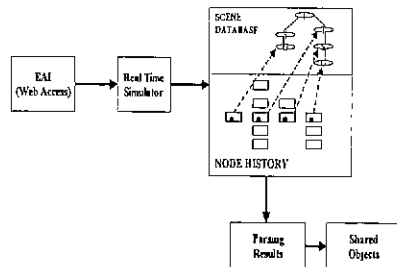 SCENE
DATABASE
EAI
(Web Access)
Real Time
Simulator
NODE HISTORY
Parsing
Results
Shared
Objects